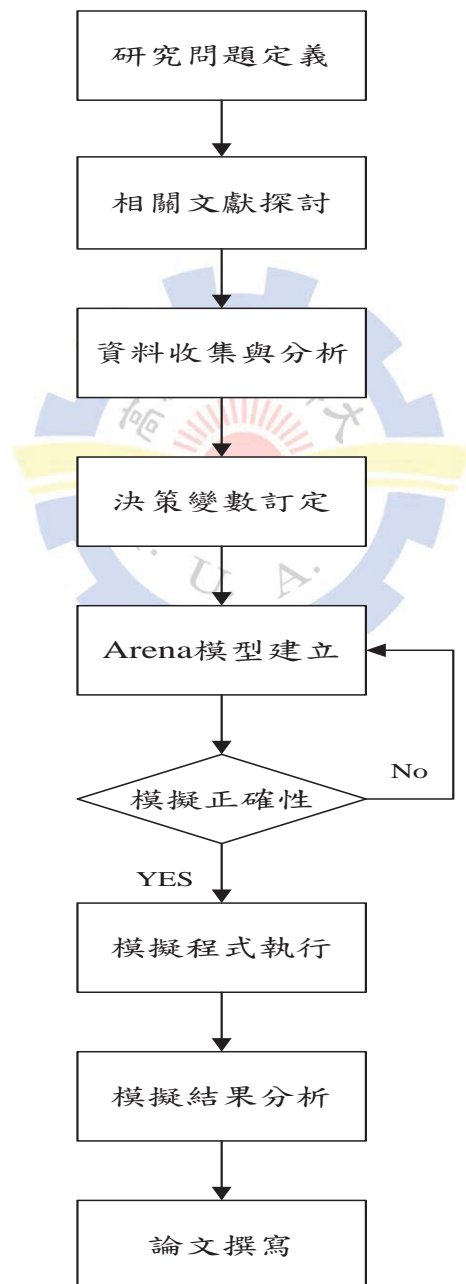 研究問題定義
相關文獻探討
資料收集與分析
高
大
決策變數訂定
U. A.
Arena模型建立
模擬正確性
No
YES
模擬程式執行
模擬結果分析
論文撰寫